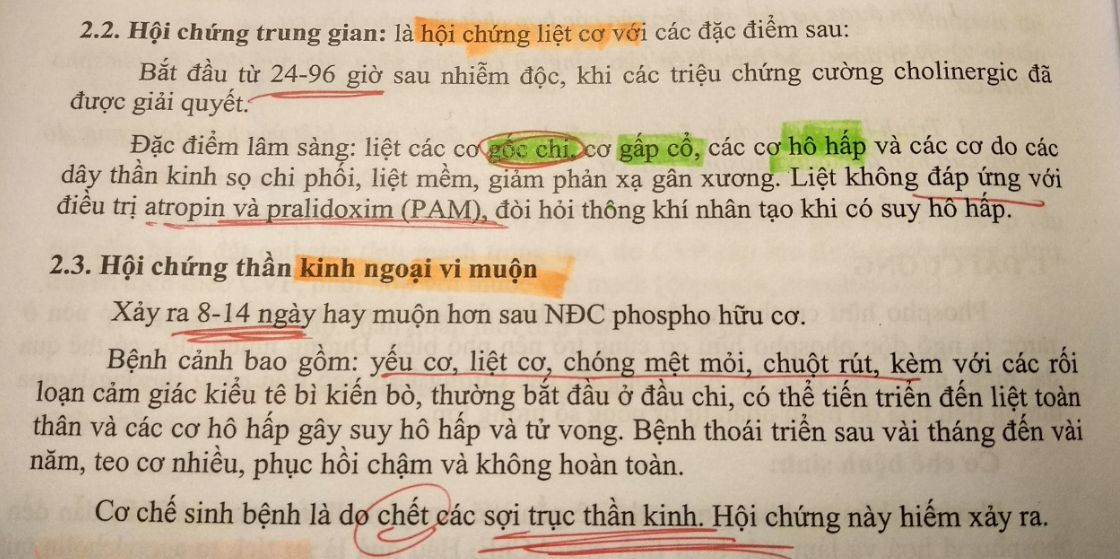 2.2. Hội chứng trung gian: là hội chứng liệt cơ với các đặc điểm sau:
Bắt đầu từ 24-96 giờ sau nhiễm độc, khi các triệu chứng cường cholinergic đã
được giải quyết.
Đặc điểm lâm sàng: liệt các cơ gốc chi, cơ gấp cổ, các cơ hô hấp và các cơ do các
dây thần kinh sọ chi phối, liệt mềm, giảm phản xạ gân xương. Liệt không đáp ứng với
điều trị atropin và pralidoxim (PAM), đòi hỏi thông khí nhân tạo khi có suy hô hấp.
2.3. Hội chứng thần kinh ngoại vi muộn
Xảy ra 8-14 ngày hay muộn hơn sau NĐC phospho hữu cơ.
Bệnh cảnh bao gồm: yếu cơ, liệt cơ, chóng mệt mỏi, chuột rút, kèm với các rối
loạn cảm giác kiểu tê bì kiến bò, thường bắt đầu ở đầu chi, có thể tiến triển đến liệt toàn
thân và các cơ hô hấp gây suy hô hấp và tử vong. Bệnh thoái triển sau vài tháng đến vài
năm, teo cơ nhiều, phục hồi chậm và không hoàn toàn.
Cơ chế sinh bệnh là do chết các sợi trục thần kinh. Hội chứng này hiếm xảy ra.